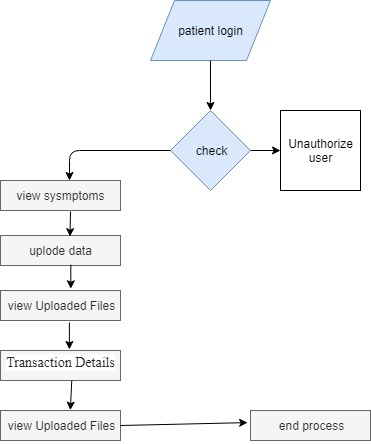 patient login
check
Unauthorize
user
view sysmptoms
uplode data
view Uploaded Files
Transaction Details
view Uploaded Files
end process